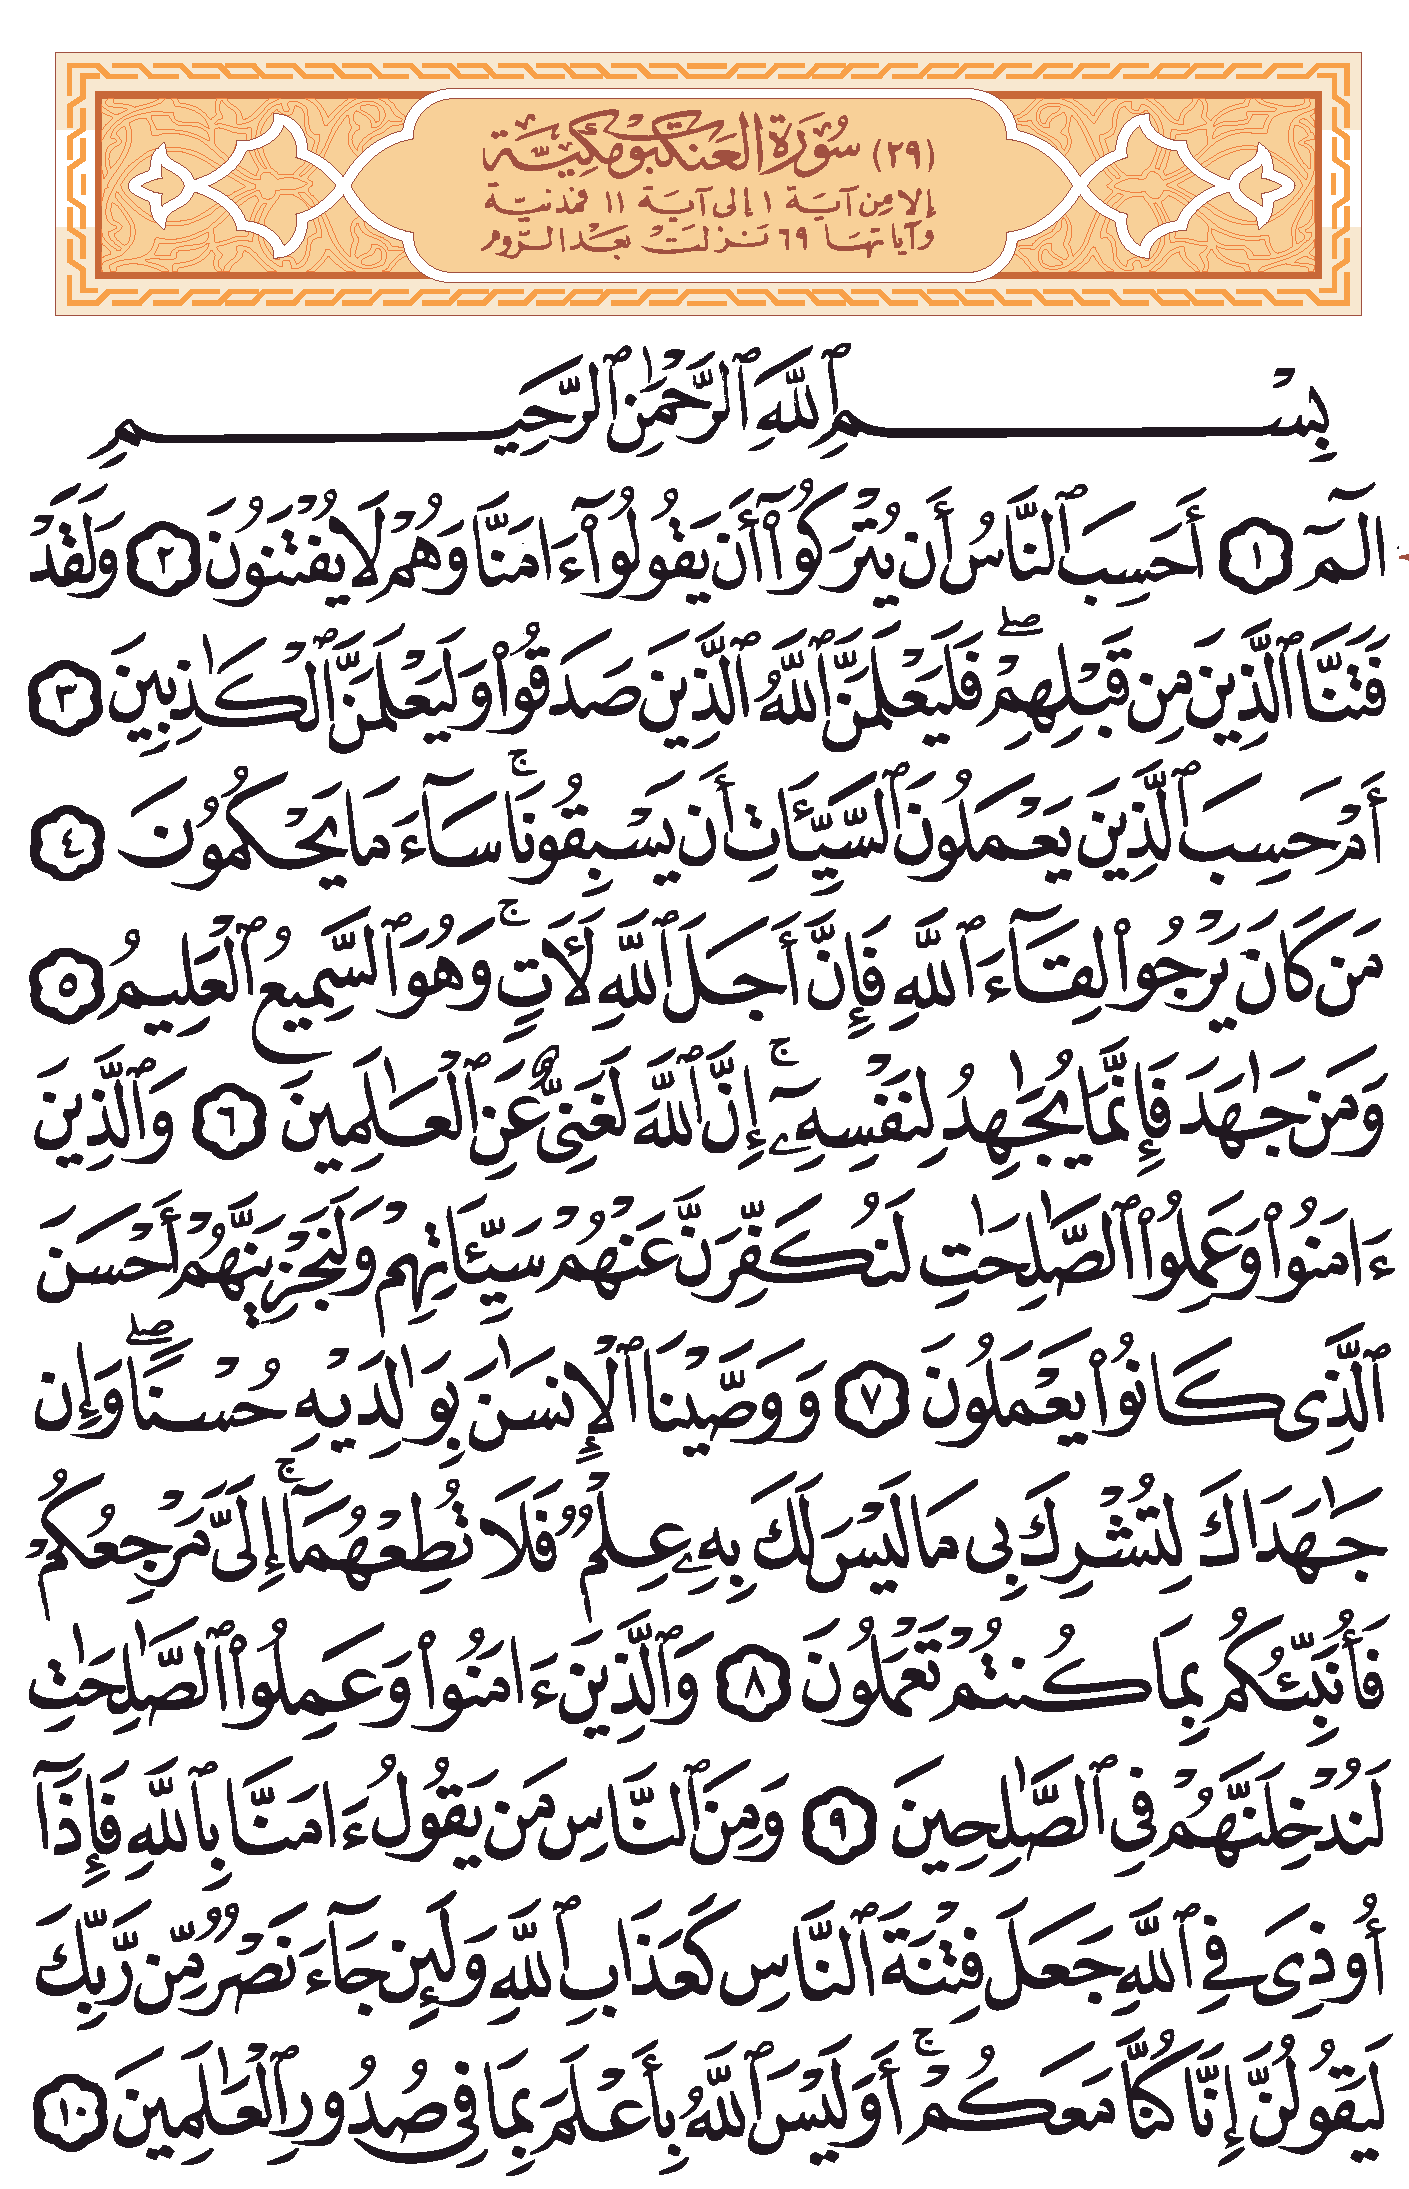 (٢٩) سُورَةُ الْعَنكَبُوتِ مَكِّيَّة
إلا من آية ١ إلى آية ١١ فمدنية
وآياتها ٦٩ نزلت بعد الروم
بِسْمِ ٱللَّهِ ٱلرَّحْمَٰنِ ٱلرَّحِيمِ
الٓمٓ ١ أَحَسِبَ ٱلنَّاسُ أَن يُتْرَكُوٓا۟ أَن يَقُولُوٓا۟ ءَامَنَّا وَهُمْ لَا يُفْتَنُونَ ٢ وَلَقَدْ
فَتَنَّا ٱلَّذِينَ مِن قَبْلِهِمْ ۖ فَلَيَعْلَمَنَّ ٱللَّهُ ٱلَّذِينَ صَدَقُوا۟ وَلَيَعْلَمَنَّ ٱلْكَٰذِبِينَ ٣
أَمْ حَسِبَ ٱلَّذِينَ يَعْمَلُونَ ٱلسَّيِّـَٔاتِ أَن يَسْبِقُونَا ۚ سَآءَ مَا يَحْكُمُونَ ٤
مَن كَانَ يَرْجُوا۟ لِقَآءَ ٱللَّهِ فَإِنَّ أَجَلَ ٱللَّهِ لَـَٔاتٍ ۚ وَهُوَ ٱلسَّمِيعُ ٱلْعَلِيمُ ٥
وَمَن جَٰهَدَ فَإِنَّمَا يُجَٰهِدُ لِنَفْسِهِۦٓ ۚ إِنَّ ٱللَّهَ لَغَنِىٌّ عَنِ ٱلْعَٰلَمِينَ ٦ وَٱلَّذِينَ
ءَامَنُوا۟ وَعَمِلُوا۟ ٱلصَّٰلِحَٰتِ لَنُكَفِّرَنَّ عَنْهُمْ سَيِّـَٔاتِهِمْ وَلَنَجْزِيَنَّهُمْ أَحْسَنَ
ٱلَّذِى كَانُوا۟ يَعْمَلُونَ ٧ وَوَصَّيْنَا ٱلْإِنسَٰنَ بِوَٰلِدَيْهِ حُسْنًا ۖ وَإِن
جَٰهَدَاكَ لِتُشْرِكَ بِى مَا لَيْسَ لَكَ بِهِۦ عِلْمٌ فَلَا تُطِعْهُمَآ ۚ إِلَىَّ مَرْجِعُكُمْ
فَأُنَبِّئُكُم بِمَا كُنتُمْ تَعْمَلُونَ ٨ وَٱلَّذِينَ ءَامَنُوا۟ وَعَمِلُوا۟ ٱلصَّٰلِحَٰتِ
لَنُدْخِلَنَّهُمْ فِى ٱلصَّٰلِحِينَ ٩ وَمِنَ ٱلنَّاسِ مَن يَقُولُ ءَامَنَّا بِٱللَّهِ فَإِذَآ
أُوذِىَ فِى ٱللَّهِ جَعَلَ فِتْنَةَ ٱلنَّاسِ كَعَذَابِ ٱللَّهِ وَلَئِن جَآءَ نَصْرٌ مِّن رَّبِّكَ
لَيَقُولُنَّ إِنَّا كُنَّا مَعَكُمْ ۚ أَوَلَيْسَ ٱللَّهُ بِأَعْلَمَ بِمَا فِى صُدُورِ ٱلْعَٰلَمِينَ ١٠